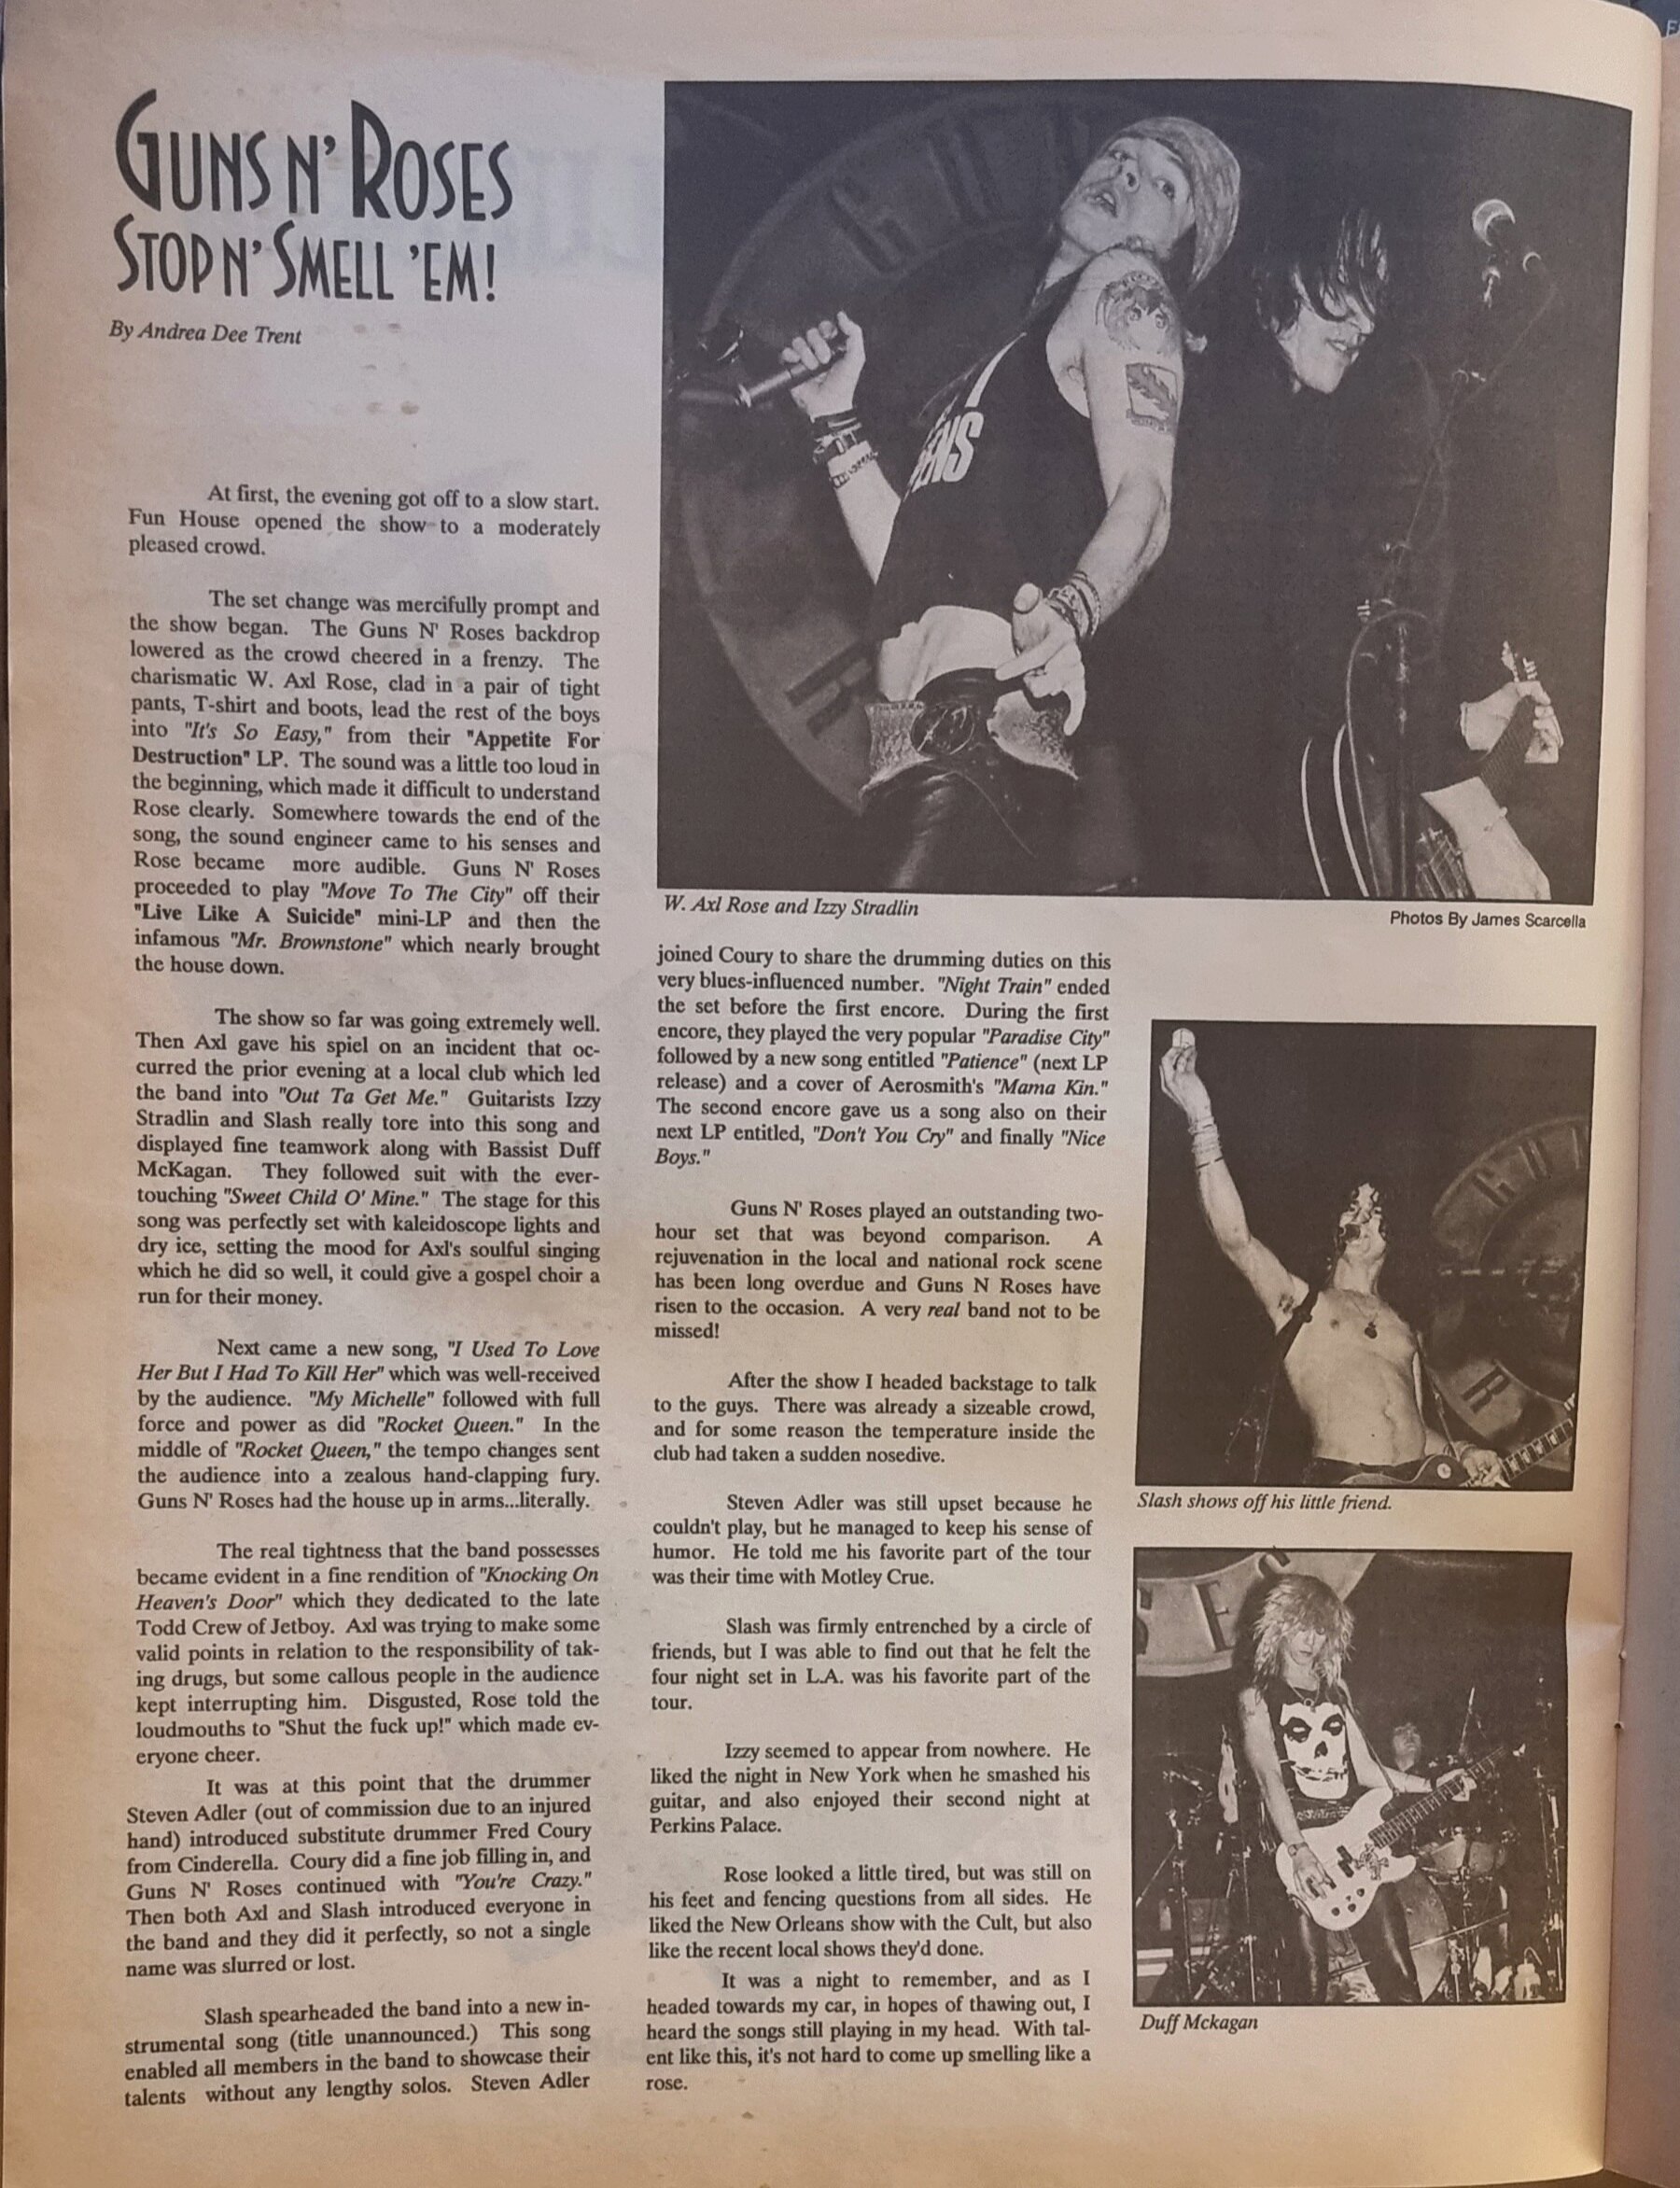 GUNS N' ROSES
STOP N' SMELL 'EM!
By Andrea Dee Trent
At first, the evening got off to a slow start.
Fun House opened the show to a moderately
pleased crowd.
The set change was mercifully prompt and
the show began. The Guns N' Roses backdrop
lowered as the crowd cheered in a frenzy. The
charismatic W. Axl Rose, clad in a pair of tight
pants, T-shirt and boots, lead the rest of the boys
into "It's So Easy," from their "Appetite For
Destruction" LP. The sound was a little too loud in
the beginning, which made it difficult to understand
Rose clearly. Somewhere towards the end of the
song, the sound engineer came to his senses and
Rose became more audible. Guns N' Roses
proceeded to play "Move To The City" off their
"Live Like A Suicide" mini-LP and then the
infamous "Mr. Brownstone" which nearly brought
the house down.
The show so far was going extremely well.
Then Axl gave his spiel on an incident that oc-
curred the prior evening at a local club which led
the band into "Out Ta Get Me." Guitarists Izzy
Stradlin and Slash really tore into this song and
displayed fine teamwork along with Bassist Duff
McKagan. They followed suit with the ever-
touching "Sweet Child O' Mine." The stage for this
song was perfectly set with kaleidoscope lights and
dry ice, setting the mood for Axl's soulful singing
which he did so well, it could give a gospel choir a
run for their money.
Next came a new song, "I Used To Love
Her But I Had To Kill Her" which was well-received
by the audience. "My Michelle" followed with full
force and power as did "Rocket Queen." In the
middle of "Rocket Queen," the tempo changes sent
the audience into a zealous hand-clapping fury.
Guns N' Roses had the house up in arms...literally.
The real tightness that the band possesses
became evident in a fine rendition of "Knocking On
Heaven's Door" which they dedicated to the late
Todd Crew of Jetboy. Axl was trying to make some
valid points in relation to the responsibility of tak-
ing drugs, but some callous people in the audience
kept interrupting him. Disgusted, Rose told the
loudmouths to "Shut the fuck up!" which made ev-
eryone cheer.
It was at this point that the drummer
Steven Adler (out of commission due to an injured
hand) introduced substitute drummer Fred Coury
from Cinderella. Coury did a fine job filling in, and
Guns N' Roses continued with "You're Crazy."
Then both Axl and Slash introduced everyone in
the band and they did it perfectly, so not a single
name was slurred or lost.
Slash spearheaded the band into a new in-
strumental song (title unannounced.) This song
enabled all members in the band to showcase their
talents without any lengthy solos. Steven Adler
ENS
W. Axl Rose and Izzy Stradlin
Photos By James Scarcella
joined Coury to share the drumming duties on this
very blues-influenced number. "Night Train" ended
the set before the first encore. During the first
encore, they played the very popular "Paradise City"
followed by a new song entitled "Patience" (next LP
release) and a cover of Aerosmith's "Mama Kin."
The second encore gave us a song also on their
next LP entitled, "Don't You Cry" and finally "Nice
Boys."
Guns N' Roses played an outstanding two-
hour set that was beyond comparison. A
rejuvenation in the local and national rock scene
has been long overdue and Guns N Roses have
risen to the occasion. A very real band not to be
missed!
After the show I headed backstage to talk
to the guys. There was already a sizeable crowd,
and for some reason the temperature inside the
club had taken a sudden nosedive.
Steven Adler was still upset because he
couldn't play, but he managed to keep his sense of
humor. He told me his favorite part of the tour
was their time with Motley Crue.
Slash was firmly entrenched by a circle of
friends, but I was able to find out that he felt the
four night set in L.A. was his favorite part of the
tour.
Izzy seemed to appear from nowhere. He
liked the night in New York when he smashed his
guitar, and also enjoyed their second night at
Perkins Palace.
Rose looked a little tired, but was still on
his feet and fencing questions from all sides. He
liked the New Orleans show with the Cult, but also
like the recent local shows they'd done.
It was a night to remember, and as I
headed towards my car, in hopes of thawing out, I
heard the songs still playing in my head. With tal-
ent like this, it's not hard to come up smelling like a
rose.
Slash shows off his little friend.
SES
Duff Mckagan